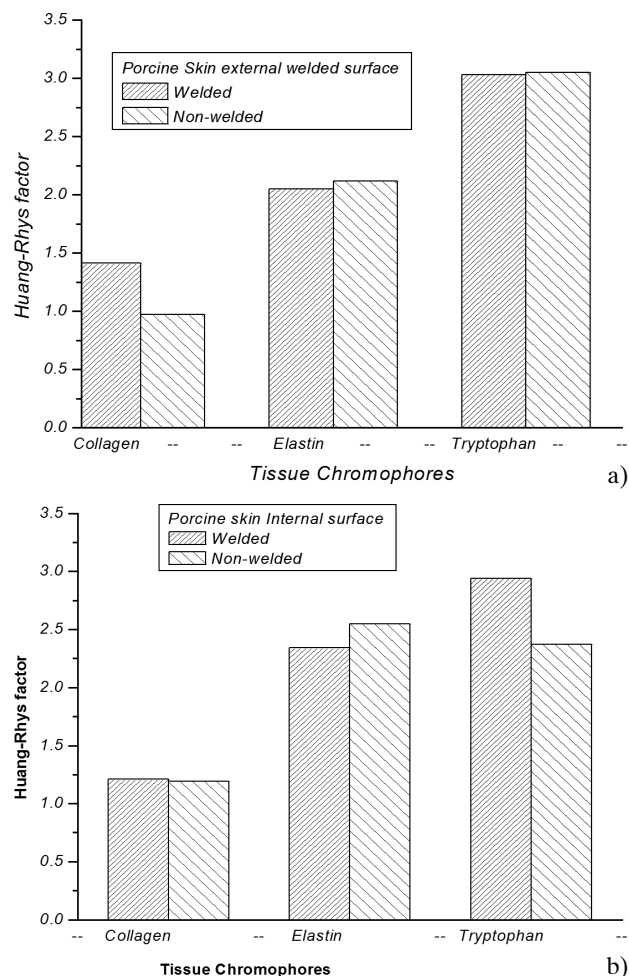 3.5
Porcine Skin external welded surface
Welded
Non-welded
3.0
2.5
2.0
1.5
1.0
0.5
0.0
Huang-Rhys factor
Collagen -- -- Elastin -- -- Tryptophan -- --
Tissue Chromophores
a)
3.5
Porcine skin Internal surface
Welded
Non-welded
3.0
2.5
2.0
1.5
1.0
0.5
0.0
Huang-Rhys factor
-- Collagen -- Elastin -- Tryptophan --
Tissue Chromophores
b)